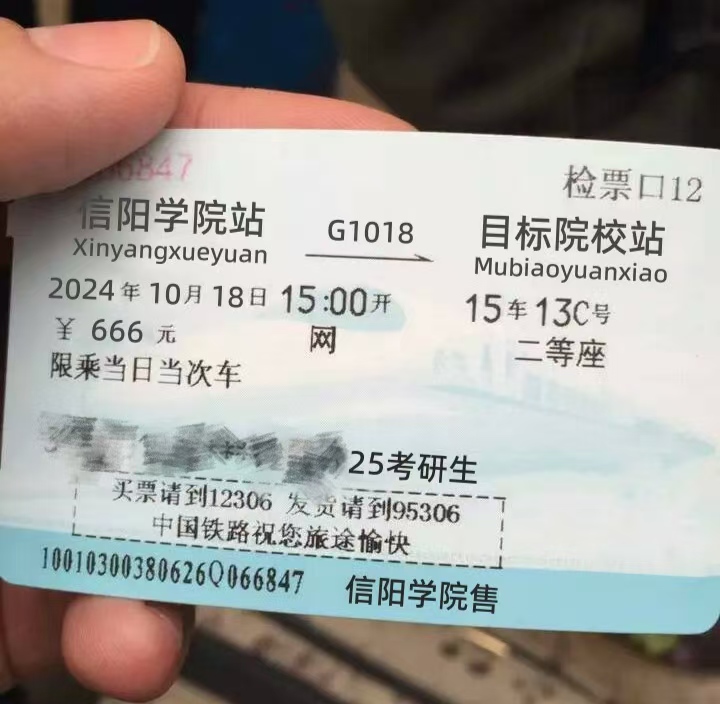 66847
检票口12
信阳学院站 G1018 目标院校站
Xinyangxueyuan Mubiaoyuanxiao
2024年10月18日 15:00开 15车13C号
￥666元 网 二等座
限乘当日当次车
25考研生
买票请到12306 发货请到95306
中国铁路祝您旅途愉快
10010300380626Q066847 信阳学院售